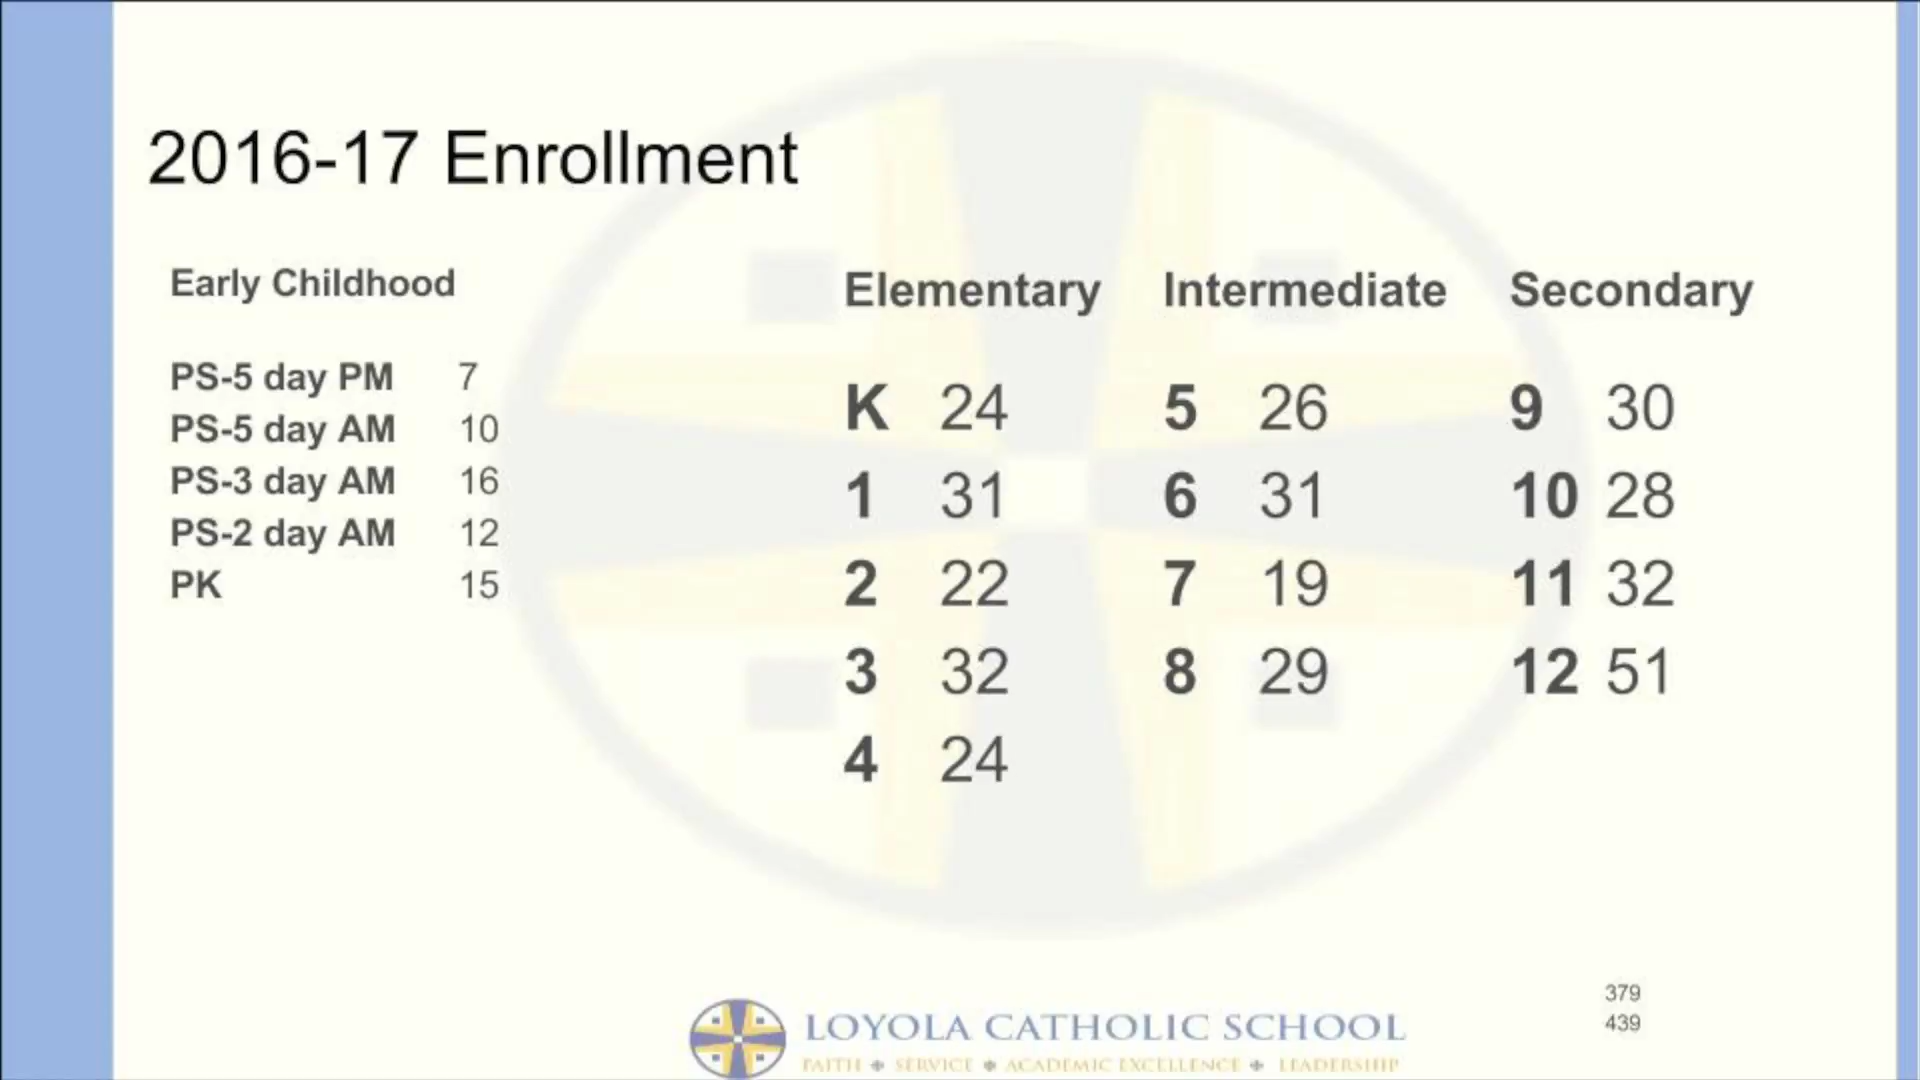 2016-17 Enrollment
Early Childhood
PS-5 day PM 7
PS-5 day AM 10
PS-3 day AM 16
PS-2 day AM 12
PK 15
Elementary
K 24
1 31
2 22
3 32
4 24
Intermediate
5 26
6 31
7 19
8 29
Secondary
9 30
10 28
11 32
12 51
379
439
LOYOLA CATHOLIC SCHOOL
FAITH SERVICE ACADEMIC EXCELLENCE LEADERSHIP